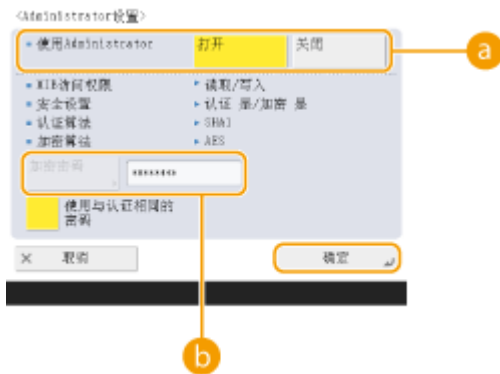 <Administrator设置>
使用Administrator 打开 关闭
a
MIB访问权限 读取/写入
安全设置 认证 是/加密 是
认证算法 SHA1
加密算法 AES
加密密码 ********
使用与认证相同的
密码
× 取消 确定
b